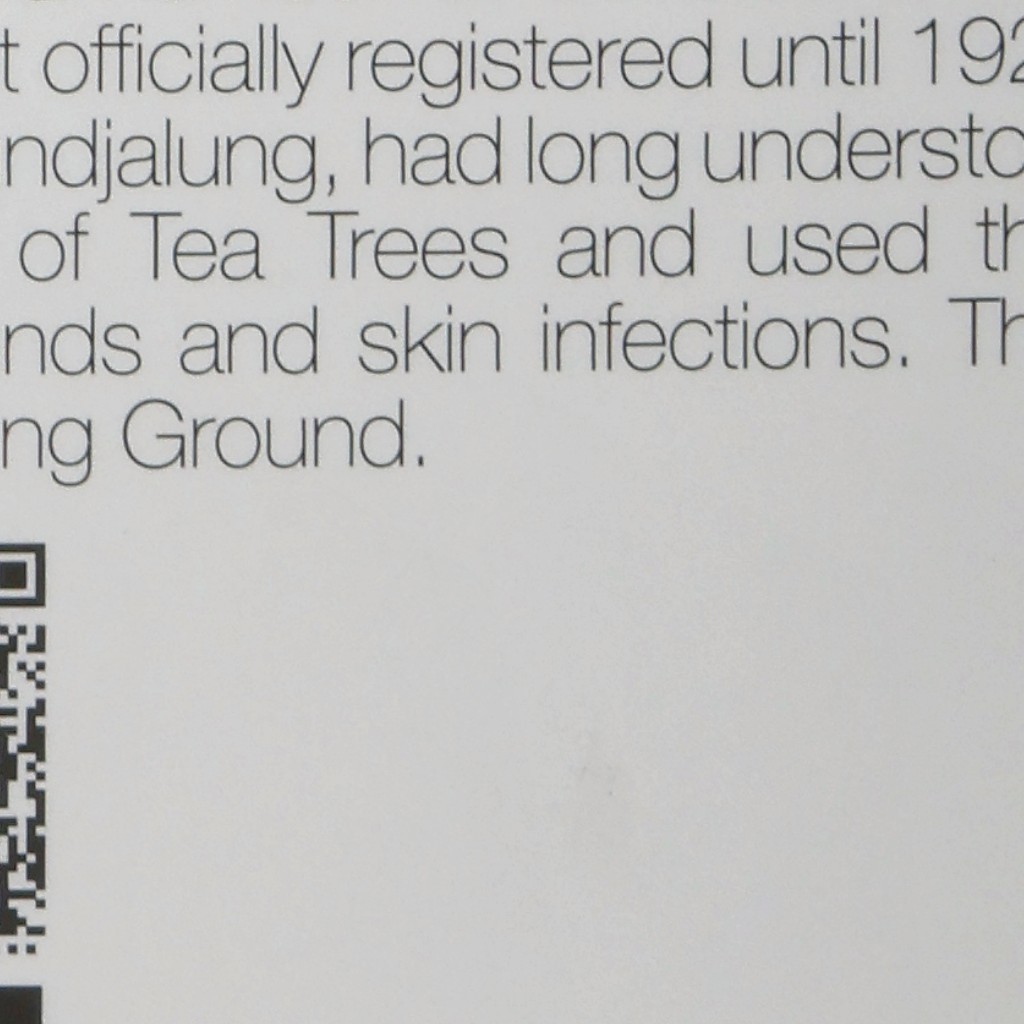 t officially registered until 192
ndjalung, had long understo
of Tea Trees and used th
nds and skin infections. Th
ng Ground.